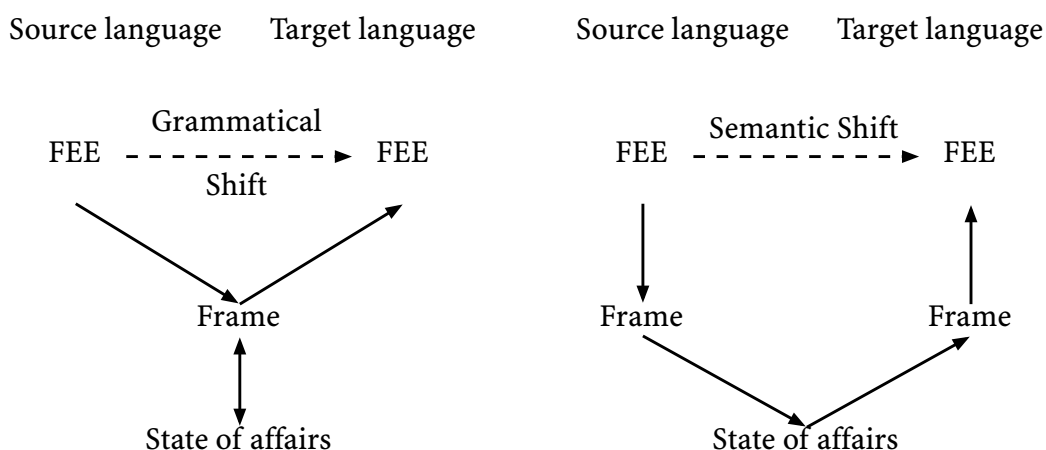 Source language Target language Source language Target language
Grammatical
Semantic Shift
FEE FEE FEE FEE
Shift
Frame Frame Frame
State of affairs State of affairs